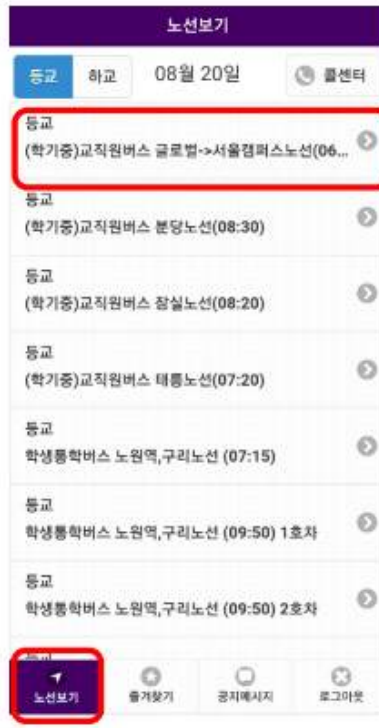 노선보기
등교 하교 08월 20일 콜센터
등교
(학기중)교직원버스 글로벌->서울캠퍼스노선(06...
등교
(학기중)교직원버스 분당노선(08:30)
등교
(학기중)교직원버스 잠실노선(08:20)
등교
(학기중)교직원버스 태릉노선(07:20)
등교
학생통학버스 노원역,구리노선 (07:15)
등교
학생통학버스 노원역,구리노선 (09:50) 1호차
등교
학생통학버스 노원역,구리노선 (09:50) 2호차
노선보기 즐겨찾기 공지메시지 로그아웃